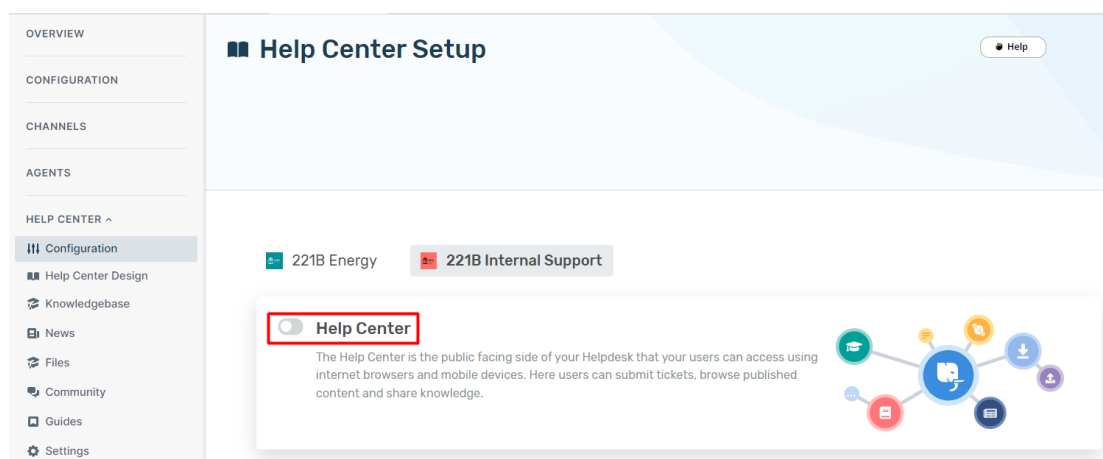 OVERVIEW
Help Center Setup
Help
CONFIGURATION
CHANNELS
AGENTS
HELP CENTER
Configuration
Help Center Design
Knowledgebase
News
Files
Community
Guides
Settings
221B Energy
221B Internal Support
Help Center
The Help Center is the public facing side of your Helpdesk that your users can access using
internet browsers and mobile devices. Here users can submit tickets, browse published
content and share knowledge.